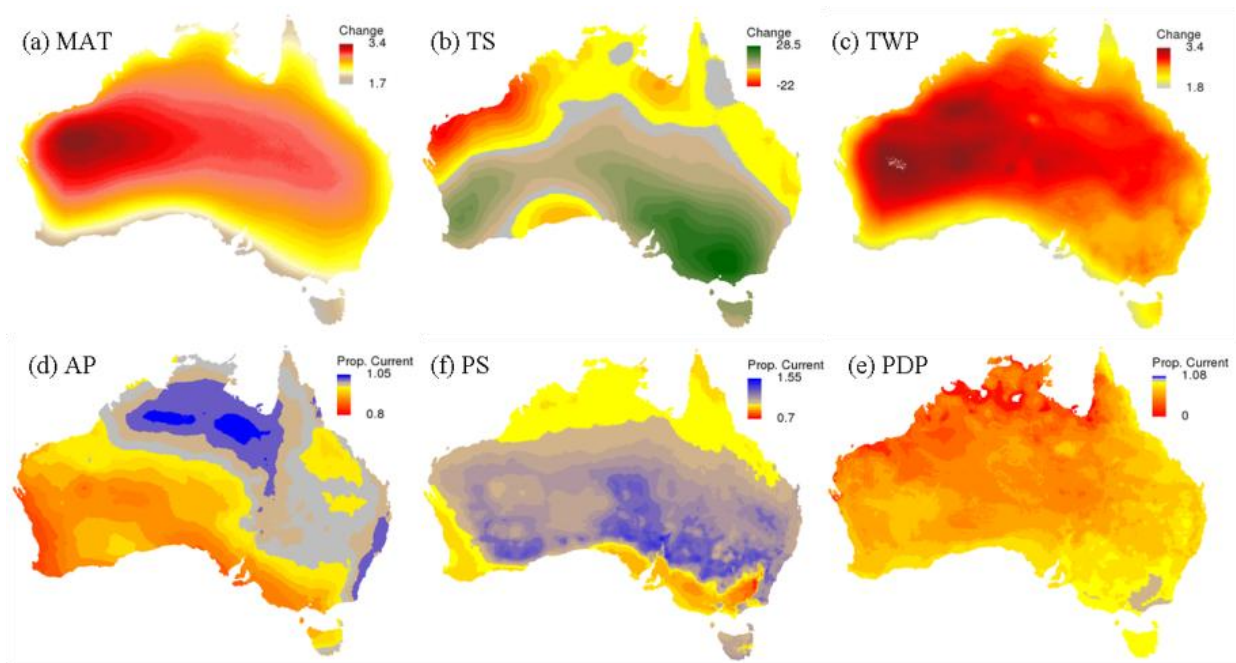 (a) MAT
Change
3.4
1.7
(b) TS
Change
28.5
-22
(c) TWP
Change
3.4
1.8
(d) AP
Prop. Current
1.05
0.8
(f) PS
Prop. Current
1.55
0.7
(e) PDP
Prop. Current
1.08
0